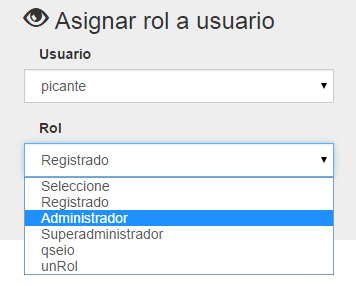 Asignar rol a usuario
Usuario
picante
Rol
Registrado
Seleccione
Registrado
Administrador
Superadministrador
qseio
unRol